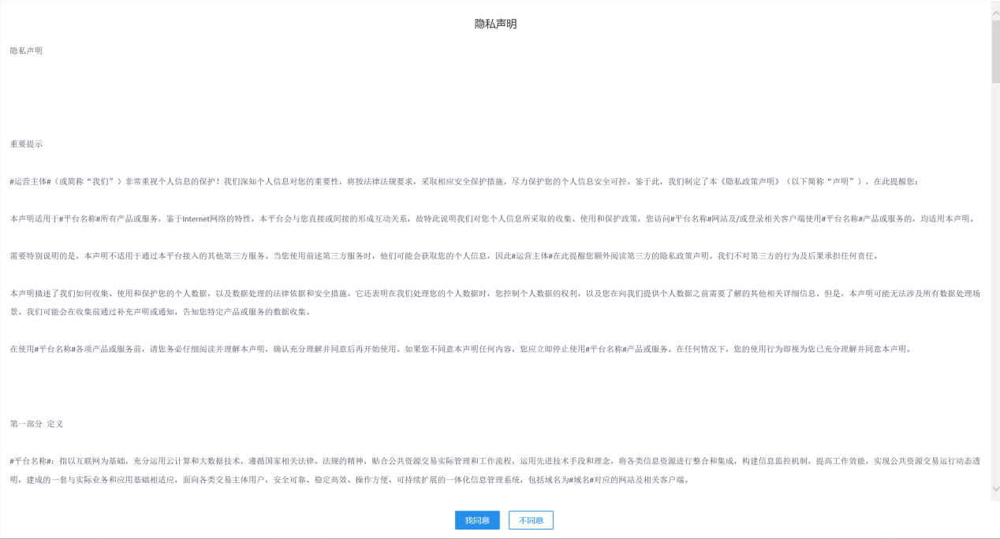 隐私声明
隐私声明
重要提示
#运营主体#（或简称“我们”）非常重视个人信息的保护！我们深知个人信息对您的重要性，将按法律法规要求，采取相应安全保护措施，尽力保护您的个人信息安全可控。鉴于此，我们制定了本《隐私政策声明》（以下简称“声明”），在此提醒您：
本声明适用于#平台名称#所有产品或服务，鉴于Internet网络的特性，本平台会与您直接或间接的形成互动关系，故特此说明我们对您个人信息所采取的收集、使用和保护政策，您访问#平台名称#网站及/或登录相关客户端使用#平台名称#产品或服务的，均适用本声明。
需要特别说明的是，本声明不适用于通过本平台接入的其他第三方服务。当您使用前述第三方服务时，他们可能会获取您的个人信息，因此#运营主体#在此提醒您额外阅读第三方的隐私政策声明。我们不对第三方的行为及后果承担任何责任。
本声明描述了我们如何收集、使用和保护您的个人数据，以及数据处理的法律依据和安全措施。它还表明在我们处理您的个人数据时，您控制个人数据的权利，以及您在向我们提供个人数据之前需要了解的其他相关详细信息。但是，本声明可能无法涉及所有数据处理场
景。我们可能会在收集前通过补充声明或通知，告知您特定产品或服务的数据收集。
在使用#平台名称#各项产品或服务前，请您务必仔细阅读并理解本声明，确认充分理解并同意后再开始使用。如果您不同意本声明任何内容，您应立即停止使用#平台名称#产品或服务。在任何情况下，您的使用行为即视为您已充分理解并同意本声明。
第一部分 定义
#平台名称#：指以互联网为基础，充分运用云计算和大数据技术，遵循国家相关法律、法规的精神，贴合公共资源交易实际管理和工作流程，运用先进技术手段和理念，将各类信息资源进行整合和集成，构建信息监控机制，提高工作效能，实现公共资源交易运行动态透
明，建成的一套与实际业务和应用基础相适应，面向各类交易主体用户，安全可靠、稳定高效、操作方便、可持续扩展的一体化信息管理系统，包括域名为#域名#对应的网站及相关客户端。
我同意 不同意